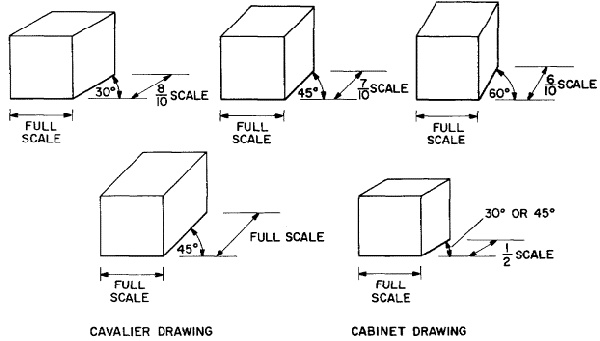 30° 8/10 SCALE
FULL
SCALE
45° 7/10 SCALE
FULL
SCALE
60° 6/10 SCALE
FULL
SCALE
45° FULL SCALE
FULL
SCALE
CAVALIER DRAWING
30° OR 45°
1/2 SCALE
FULL
SCALE
CABINET DRAWING